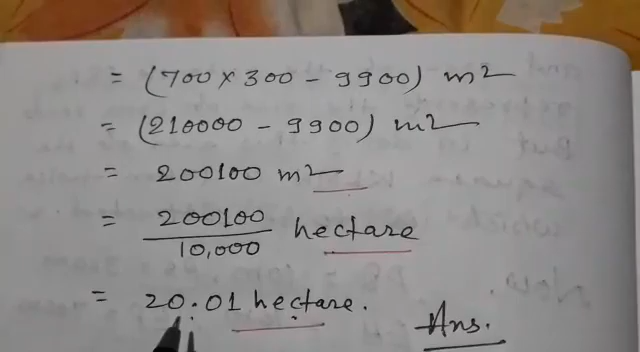 = (700 × 300 - 9900) m2
= (210000 - 9900) m2
= 200100 m2
= 200100 / 10,000 hectare
= 20.01 hectare.
Ans.